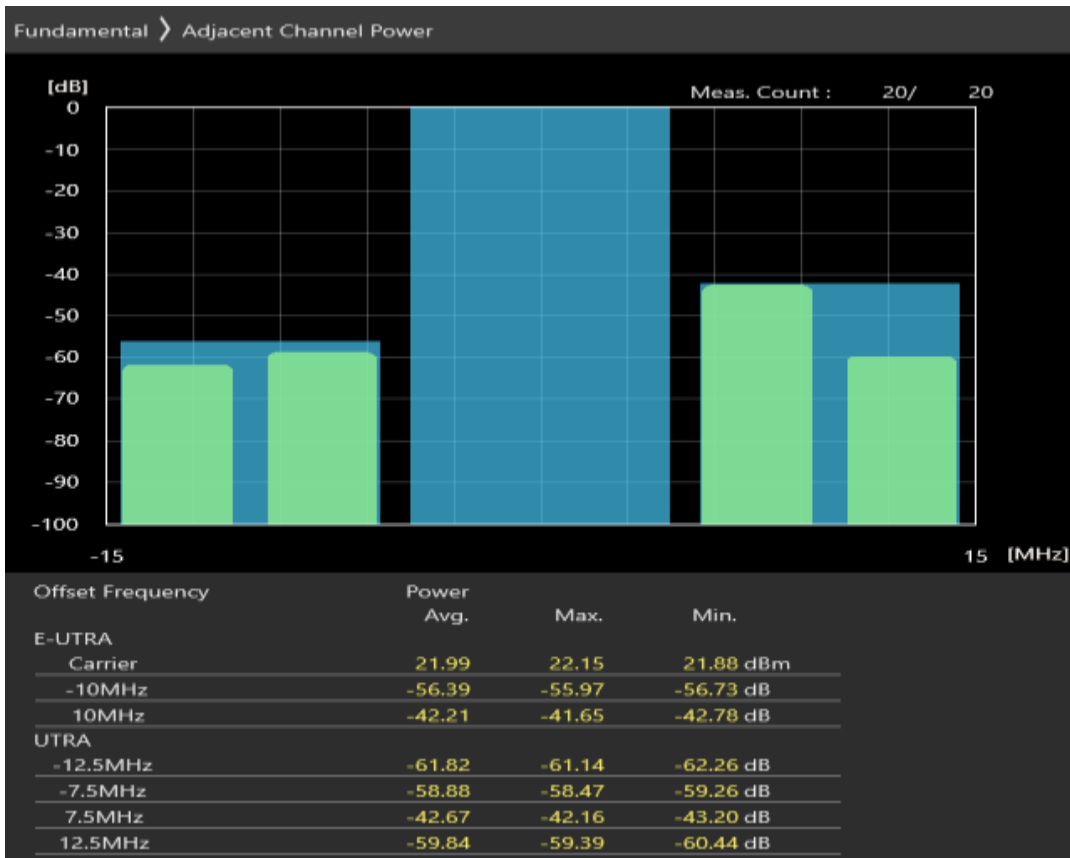 Fundamental ❭ Adjacent Channel Power
[dB]
Meas. Count : 20/ 20
0
-10
-20
-30
-40
-50
-60
-70
-80
-90
-100
-15 15 [MHz]
Offset Frequency Power
Avg. Max. Min.
E-UTRA
Carrier 21.99 22.15 21.88 dBm
-10MHz -56.39 -55.97 -56.73 dB
10MHz -42.21 -41.65 -42.78 dB
UTRA
-12.5MHz -61.82 -61.14 -62.26 dB
-7.5MHz -58.88 -58.47 -59.26 dB
7.5MHz -42.67 -42.16 -43.20 dB
12.5MHz -59.84 -59.39 -60.44 dB